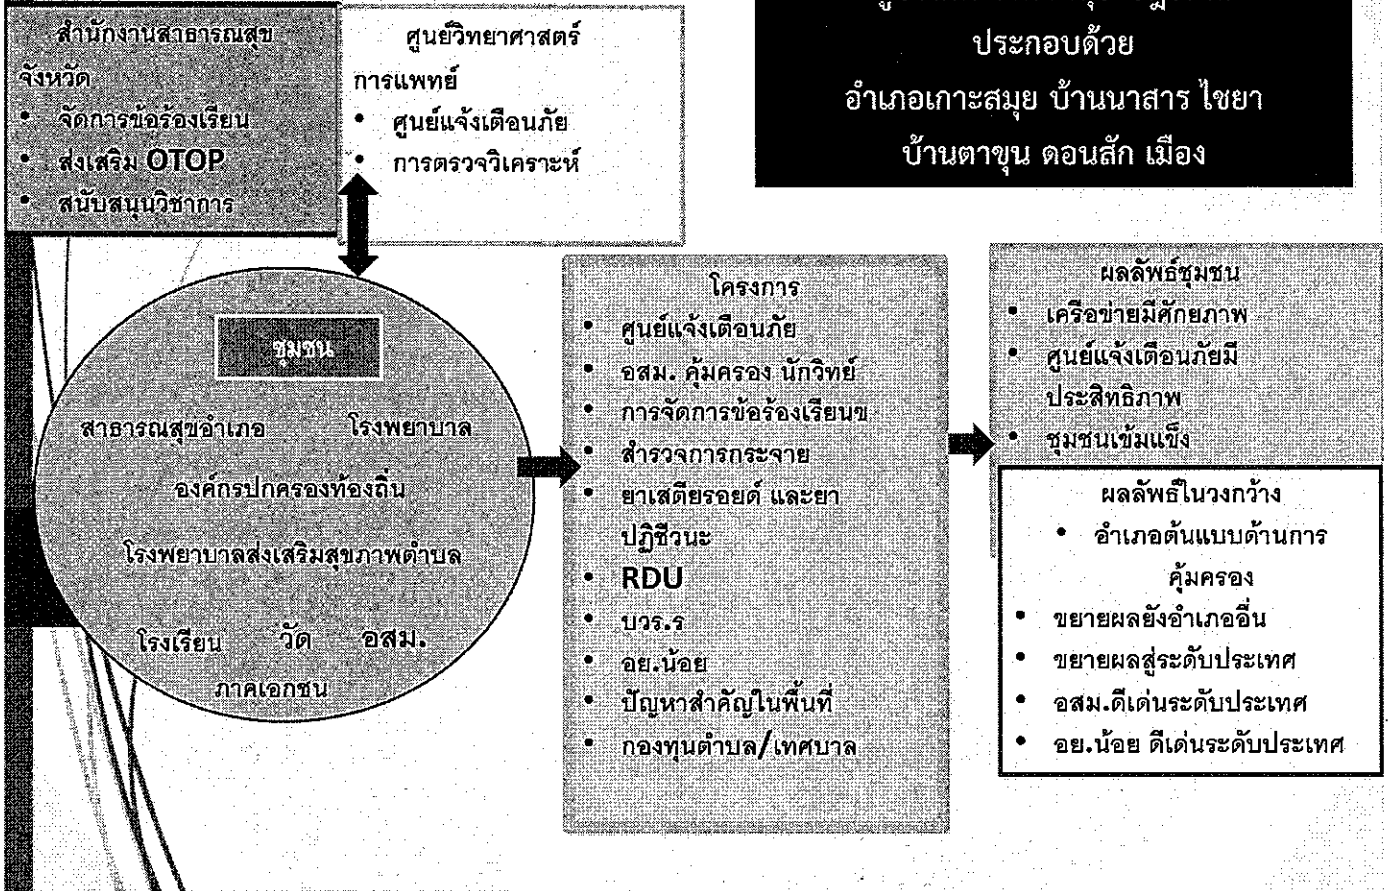 สำนักงานสาธารณสุข
จังหวัด
• จัดการข้อร้องเรียน
• ส่งเสริม OTOP
• สนับสนุนวิชาการ
ศูนย์วิทยาศาสตร์
การแพทย์
• ศูนย์แจ้งเตือนภัย
• การตรวจวิเคราะห์
ประกอบด้วย
อำเภอเกาะสมุย บ้านนาสาร ไชยา
บ้านตาขุน ดอนสัก เมือง
ชุมชน
สาธารณสุขอำเภอ โรงพยาบาล
องค์กรปกครองท้องถิ่น
โรงพยาบาลส่งเสริมสุขภาพตำบล
โรงเรียน วัด อสม.
ภาคเอกชน
โครงการ
• ศูนย์แจ้งเตือนภัย
• อสม. คุ้มครอง นักวิทย์
• การจัดการข้อร้องเรียนฃ
• สำรวจการกระจาย
• ยาเสตียรอยด์ และยา
ปฏิชีวนะ
• RDU
• บวร.ร
• อย.น้อย
• ปัญหาสำคัญในพื้นที่
• กองทุนตำบล/เทศบาล
ผลลัพธ์ชุมชน
• เครือข่ายมีศักยภาพ
• ศูนย์แจ้งเตือนภัยมี
ประสิทธิภาพ
• ชุมชนเข้มแข็ง
ผลลัพธ์ในวงกว้าง
• อำเภอต้นแบบด้านการ
คุ้มครอง
• ขยายผลยังอำเภออื่น
• ขยายผลสู่ระดับประเทศ
• อสม.ดีเด่นระดับประเทศ
• อย.น้อย ดีเด่นระดับประเทศ